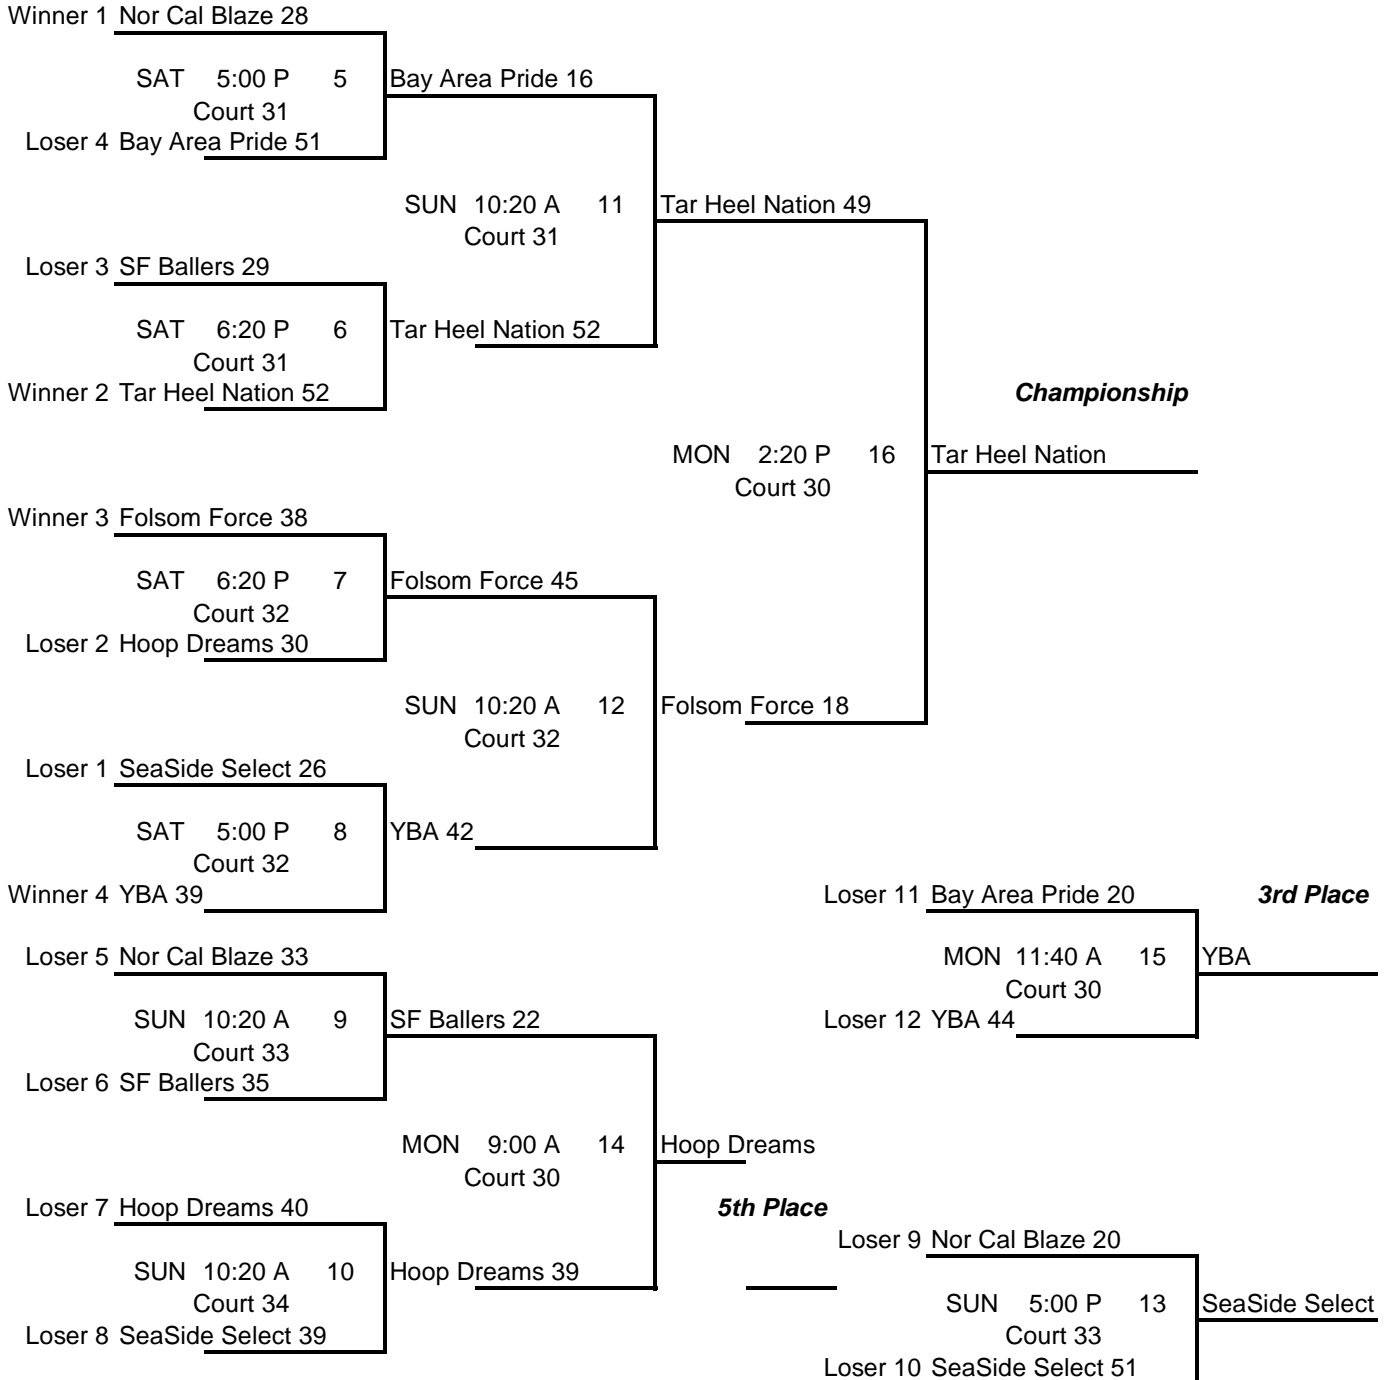 Winner 1 Nor Cal Blaze 28
SAT 5:00 P 5 Bay Area Pride 16
Court 31
Loser 4 Bay Area Pride 51
SUN 10:20 A 11 Tar Heel Nation 49
Court 31
Loser 3 SF Ballers 29
SAT 6:20 P 6 Tar Heel Nation 52
Court 31
Winner 2 Tar Heel Nation 52 Championship
MON 2:20 P 16 Tar Heel Nation
Court 30
Winner 3 Folsom Force 38
SAT 6:20 P 7 Folsom Force 45
Court 32
Loser 2 Hoop Dreams 30
SUN 10:20 A 12 Folsom Force 18
Court 32
Loser 1 SeaSide Select 26
SAT 5:00 P 8 YBA 42
Court 32
Winner 4 YBA 39 Loser 11 Bay Area Pride 20 3rd Place
Loser 5 Nor Cal Blaze 33 MON 11:40 A 15 YBA
Court 30
SUN 10:20 A 9 SF Ballers 22 Loser 12 YBA 44
Court 33
Loser 6 SF Ballers 35
MON 9:00 A 14 Hoop Dreams
Court 30
Loser 7 Hoop Dreams 40 5th Place
Loser 9 Nor Cal Blaze 20
SUN 10:20 A 10 Hoop Dreams 39
Court 34 SUN 5:00 P 13 SeaSide Select
Loser 8 SeaSide Select 39 Court 33
Loser 10 SeaSide Select 51